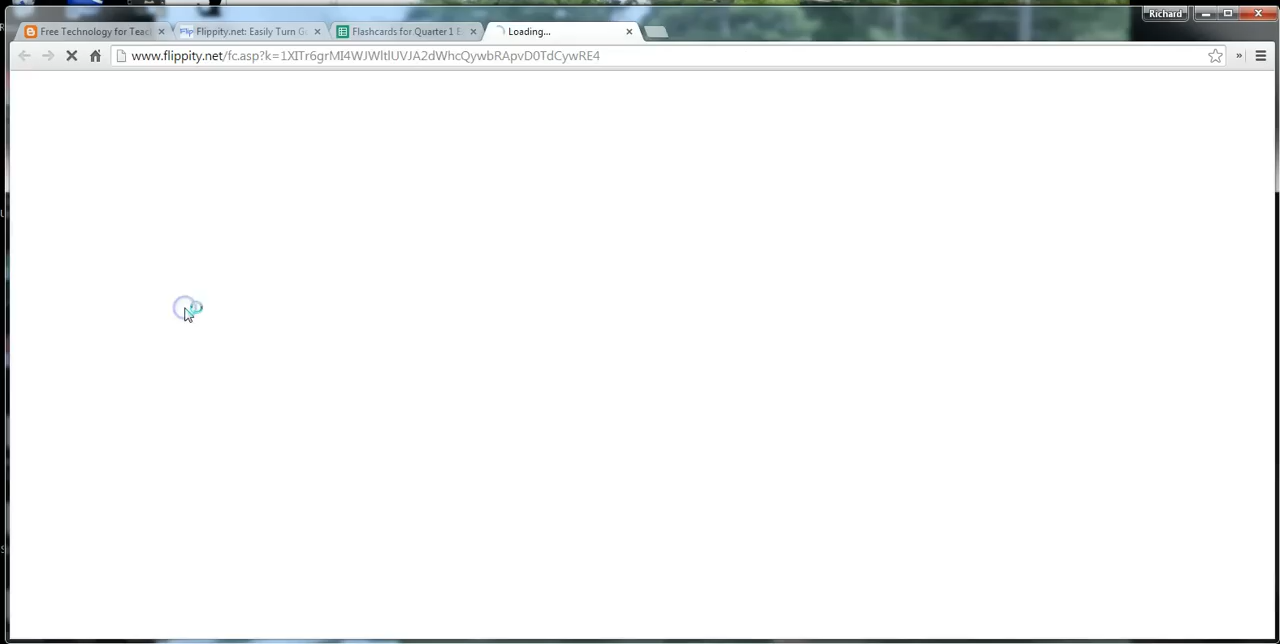 Richard
Free Technology for Teac
Flippity.net: Easily Turn G
Flashcards for Quarter 1 E
Loading...
www.flippity.net/fc.asp?k=1XITr6grMI4WJWltlUVJA2dWhcQywbRApvD0TdCywRE4